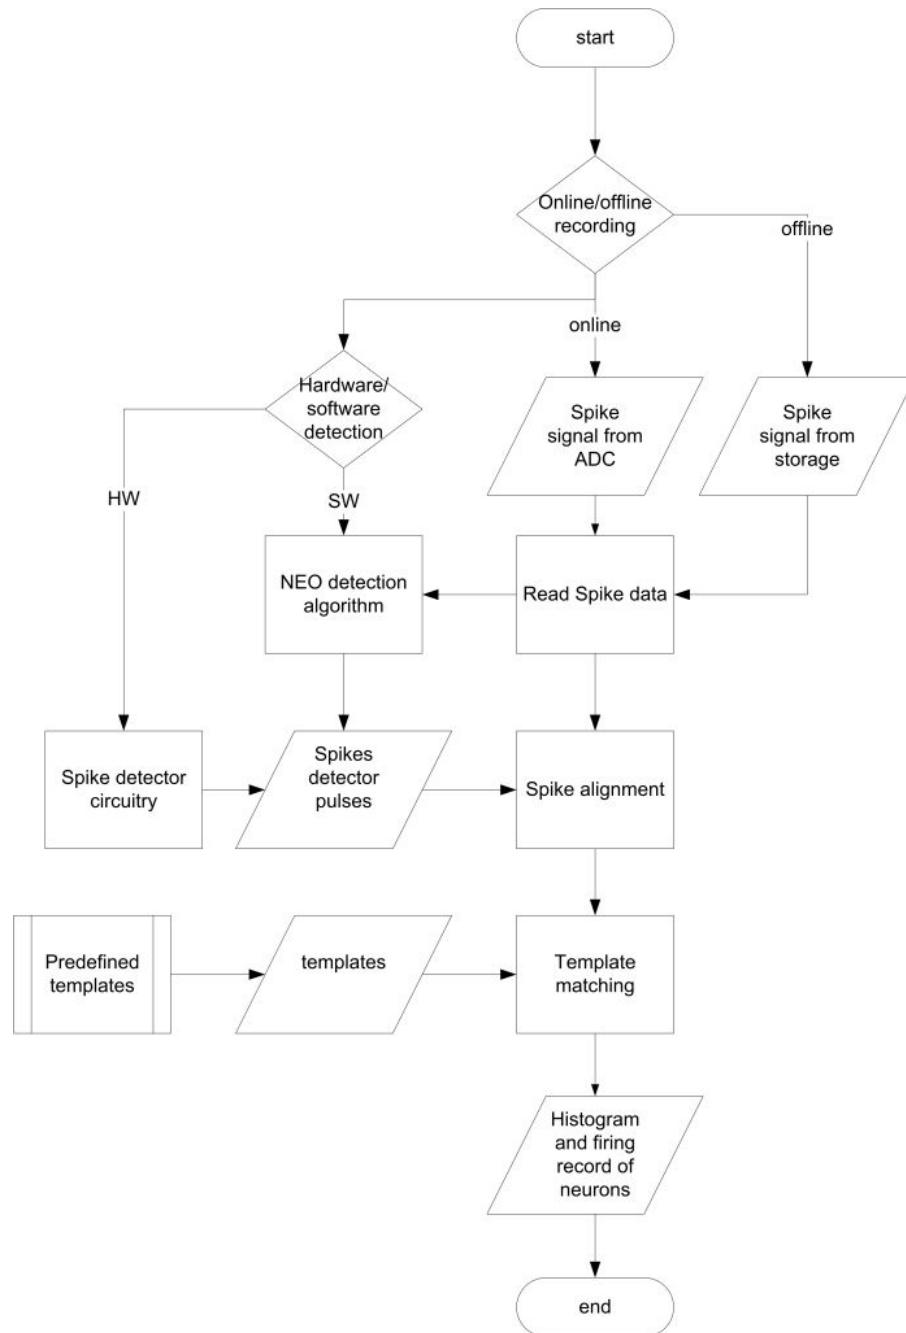 start
Online/offline
recording
offline
online
Hardware/
software
detection
Spike
signal from
ADC
Spike
signal from
storage
HW
SW
NEO detection
algorithm
Read Spike data
Spike detector
circuitry
Spikes
detector
pulses
Spike alignment
Predefined
templates
templates
Template
matching
Histogram
and firing
record of
neurons
end